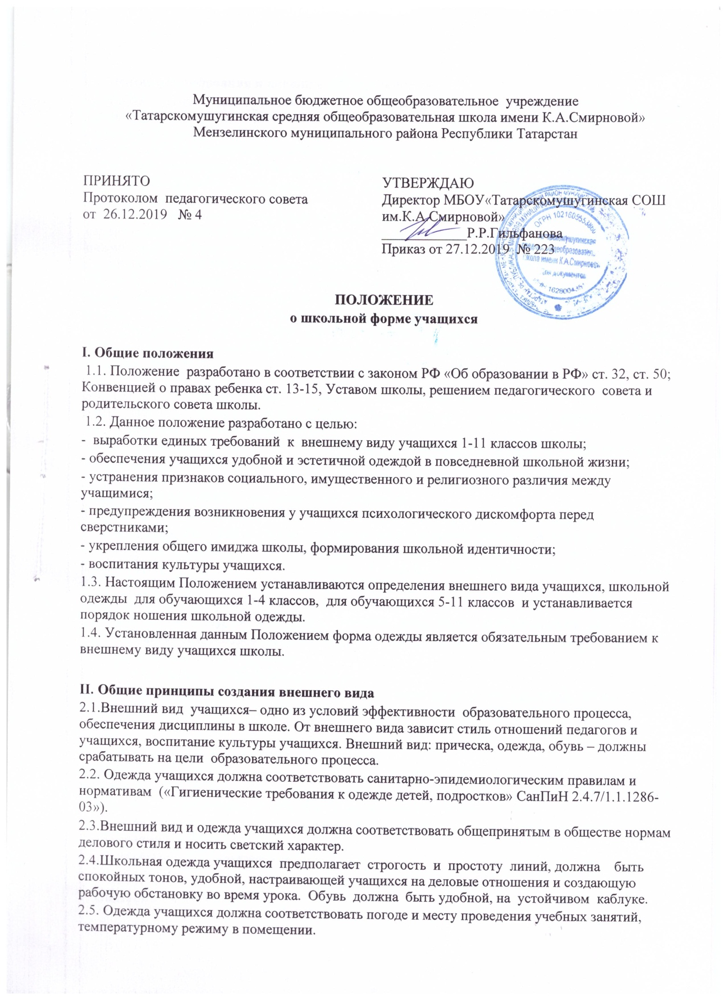 Муниципальное бюджетное общеобразовательное  учреждение
«Татарскомушугинская средняя общеобразовательная школа имени К.А.Смирновой»
Мензелинского муниципального района Республики Татарстан
ПРИНЯТО
Протоколом  педагогического совета
от  26.12.2019   № 4
УТВЕРЖДАЮ
Директор МБОУ«Татарскомушугинская СОШ
им.К.А.Смирновой»
____________Р.Р.Гильфанова
Приказ от 27.12.2019  № 223
ОГРН 1021605553866
школа имени К.А.Смирновой»
ПОЛОЖЕНИЕ
о школьной форме учащихся
I. Общие положения
1.1. Положение  разработано в соответствии с законом РФ «Об образовании в РФ» ст. 32, ст. 50;
Конвенцией о правах ребенка ст. 13-15, Уставом школы, решением педагогического  совета и
родительского совета школы.
1.2. Данное положение разработано с целью:
-  выработки единых требований  к  внешнему виду учащихся 1-11 классов школы;
- обеспечения учащихся удобной и эстетичной одеждой в повседневной школьной жизни;
- устранения признаков социального, имущественного и религиозного различия между
учащимися;
- предупреждения возникновения у учащихся психологического дискомфорта перед
сверстниками;
- укрепления общего имиджа школы, формирования школьной идентичности;
- воспитания культуры учащихся.
1.3. Настоящим Положением устанавливаются определения внешнего вида учащихся, школьной
одежды  для обучающихся 1-4 классов,  для обучающихся 5-11 классов  и устанавливается
порядок ношения школьной одежды.
1.4. Установленная данным Положением форма одежды является обязательным требованием к
внешнему виду учащихся школы.
II. Общие принципы создания внешнего вида
2.1.Внешний вид  учащихся– одно из условий эффективности  образовательного процесса,
обеспечения дисциплины в школе. От внешнего вида зависит стиль отношений педагогов и
учащихся, воспитание культуры учащихся. Внешний вид: прическа, одежда, обувь – должны
срабатывать на цели  образовательного процесса.
2.2. Одежда учащихся должна соответствовать санитарно-эпидемиологическим правилам и
нормативам  («Гигиенические требования к одежде детей, подростков» СанПиН 2.4.7/1.1.1286-
03»).
2.3.Внешний вид и одежда учащихся должна соответствовать общепринятым в обществе нормам
делового стиля и носить светский характер.
2.4.Школьная одежда учащихся  предполагает  строгость  и  простоту  линий, должна    быть
спокойных тонов, удобной, настраивающей учащихся на деловые отношения и создающую
рабочую обстановку во время урока.  Обувь  должна  быть удобной, на  устойчивом  каблуке.
2.5. Одежда учащихся должна соответствовать погоде и месту проведения учебных занятий,
температурному режиму в помещении.